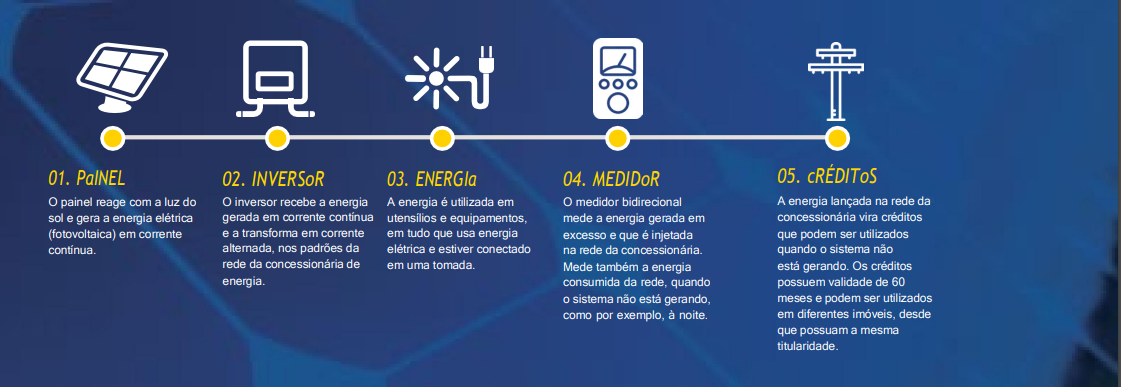 01. PaINEL
O painel reage com a luz do
sol e gera a energia elétrica
(fotovoltaica) em corrente
contínua.
02. INVERSoR
O inversor recebe a energia
gerada em corrente contínua
e a transforma em corrente
alternada, nos padrões da
rede da concessionária de
energia.
03. ENERGIa
A energia é utilizada em
utensílios e equipamentos,
em tudo que usa energia
elétrica e estiver conectado
em uma tomada.
04. MEDIDoR
O medidor bidirecional
mede a energia gerada em
excesso e que é injetada
na rede da concessionária.
Mede também a energia
consumida da rede, quando
o sistema não está gerando,
como por exemplo, à noite.
05. cRÉDIToS
A energia lançada na rede da
concessionária vira créditos
que podem ser utilizados
quando o sistema não
está gerando. Os créditos
possuem validade de 60
meses e podem ser utilizados
em diferentes imóveis, desde
que possuam a mesma
titularidade.